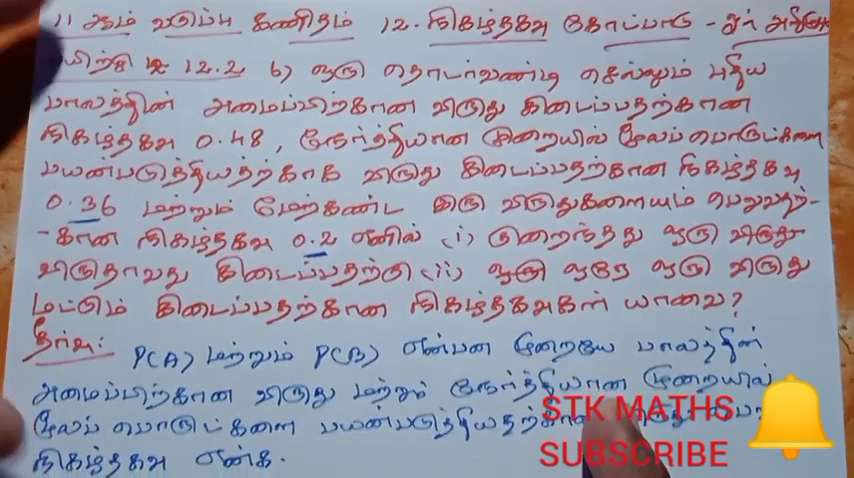 11 ஆம் வகுப்பு கணிதம் 12. நிகழ்தகவு கோட்பாடு - ஓர் அறிமுக
பயிற்சி 12.2 6) ஒரு தொடர்வண்டி செல்லும் புதிய
பாலத்தின் அமைப்பிற்கான விருது கிடைப்பதற்கான
நிகழ்தகவு 0.48, நேர்த்தியான முறையில் மூலப் பொருட்களை
பயன்படுத்தியதற்காக விருது கிடைப்பதற்கான நிகழ்தகவு
0.36 மற்றும் மேற்கண்ட இரு விருதுகளையும் பெறுவதற்-
-கான நிகழ்தகவு 0.2 எனில் (i) குறைந்தது ஒரு விருது
விருதாவது கிடைப்பதற்கு (ii) ஒரே ஒரு விருது
மட்டும் கிடைப்பதற்கான நிகழ்தகவுகள் யாவை?
தீர்வு: P(A) மற்றும் P(B) என்பன முறையே பாலத்தின்
அமைப்பிற்கான விருது மற்றும் நேர்த்தியான முறையில்
மூலப் பொருட்களை பயன்படுத்தியதற்கான விருது பெற
நிகழ்தகவு என்க.
STK MATHS
SUBSCRIBE